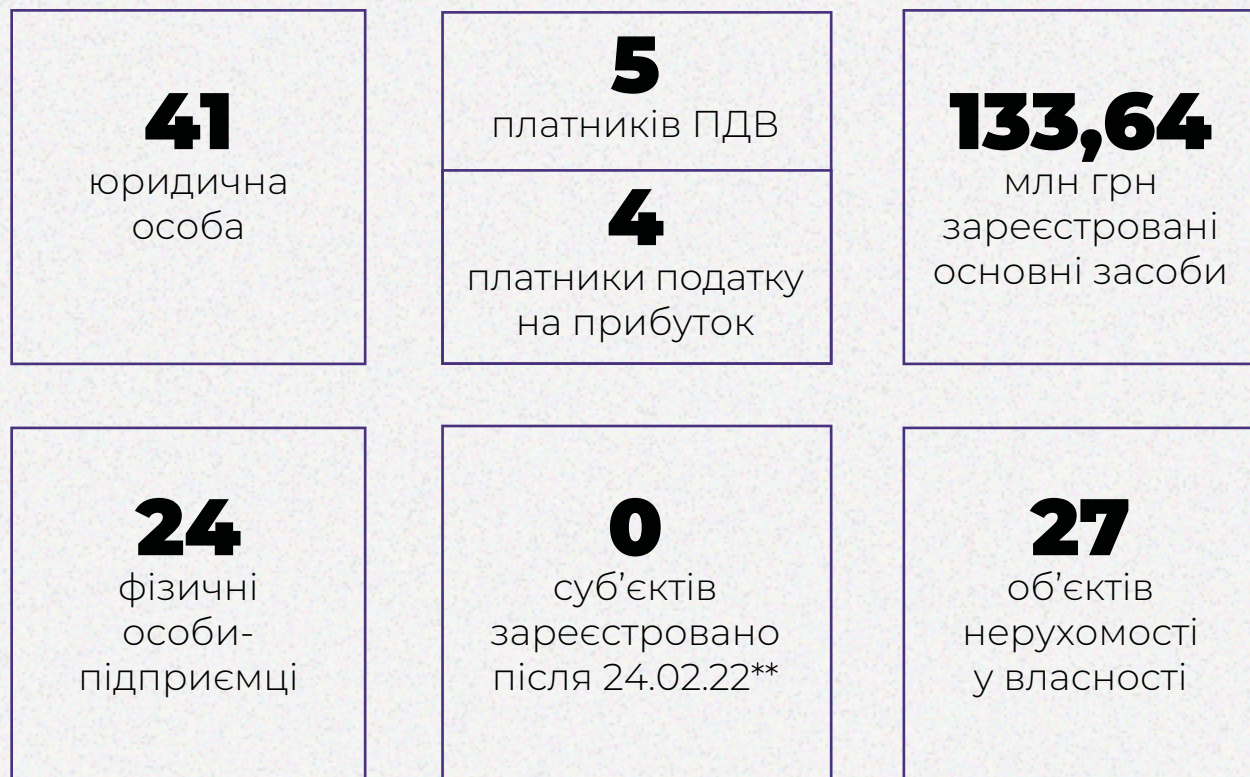 41
юридична
особа
5
платників ПДВ
4
платники податку
на прибуток
133,64
млн грн
зареєстровані
основні засоби
24
фізичні
особи-
підприємці
0
суб’єктів
зареєстровано
після 24.02.22**
27
об’єктів
нерухомості
у власності